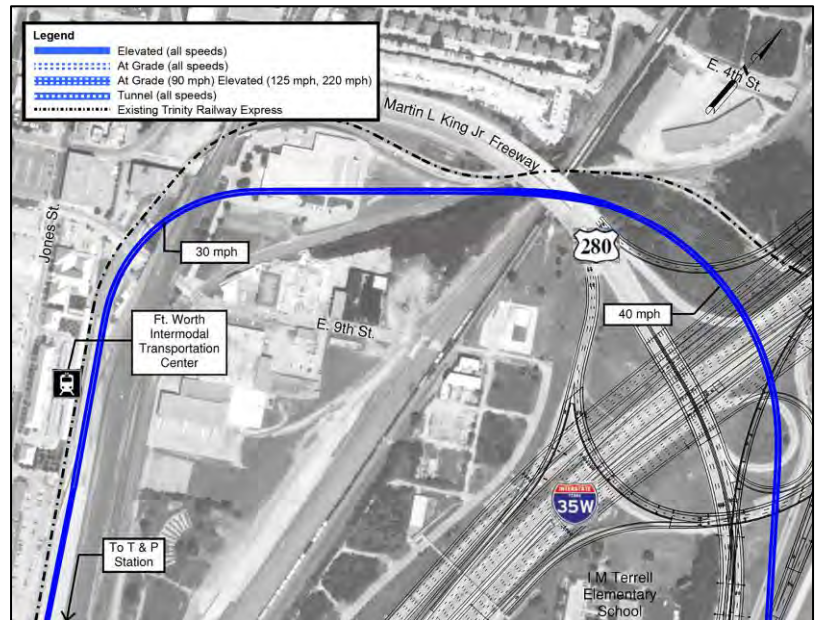 Legend
Elevated (all speeds)
At Grade (all speeds)
At Grade (90 mph) Elevated (125 mph, 220 mph)
Tunnel (all speeds)
Existing Trinity Railway Express
E. 4th St.
Martin L King Jr Freeway
Jones St.
30 mph
280
40 mph
Ft. Worth
Intermodal
Transportation
Center
E. 9th St.
INTERSTATE
TEXAS
35W
To T & P
Station
I M Terrell
Elementary
School